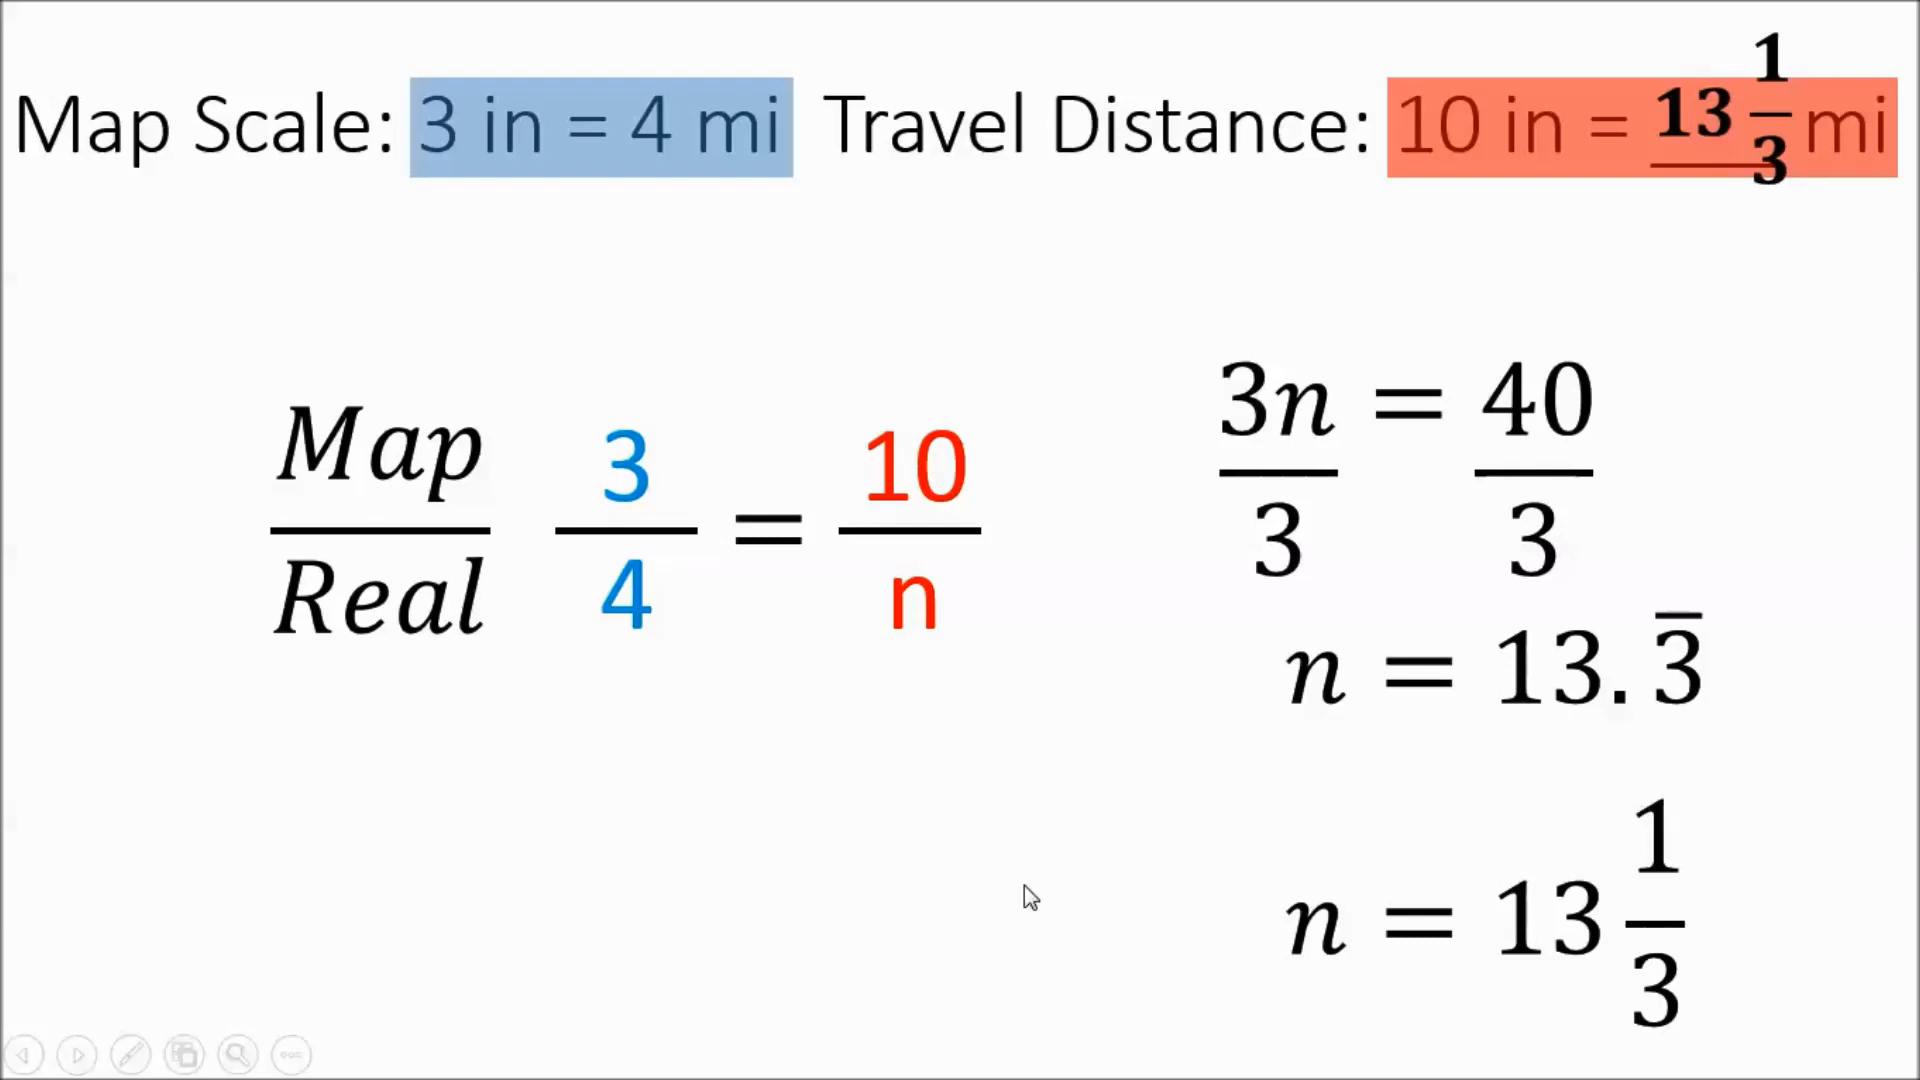 Map Scale: 3 in = 4 mi Travel Distance: 10 in = 13 1/3 mi
Map/Real 3/4 = 10/n
3n/3 = 40/3
n = 13.3̅
n = 13 1/3